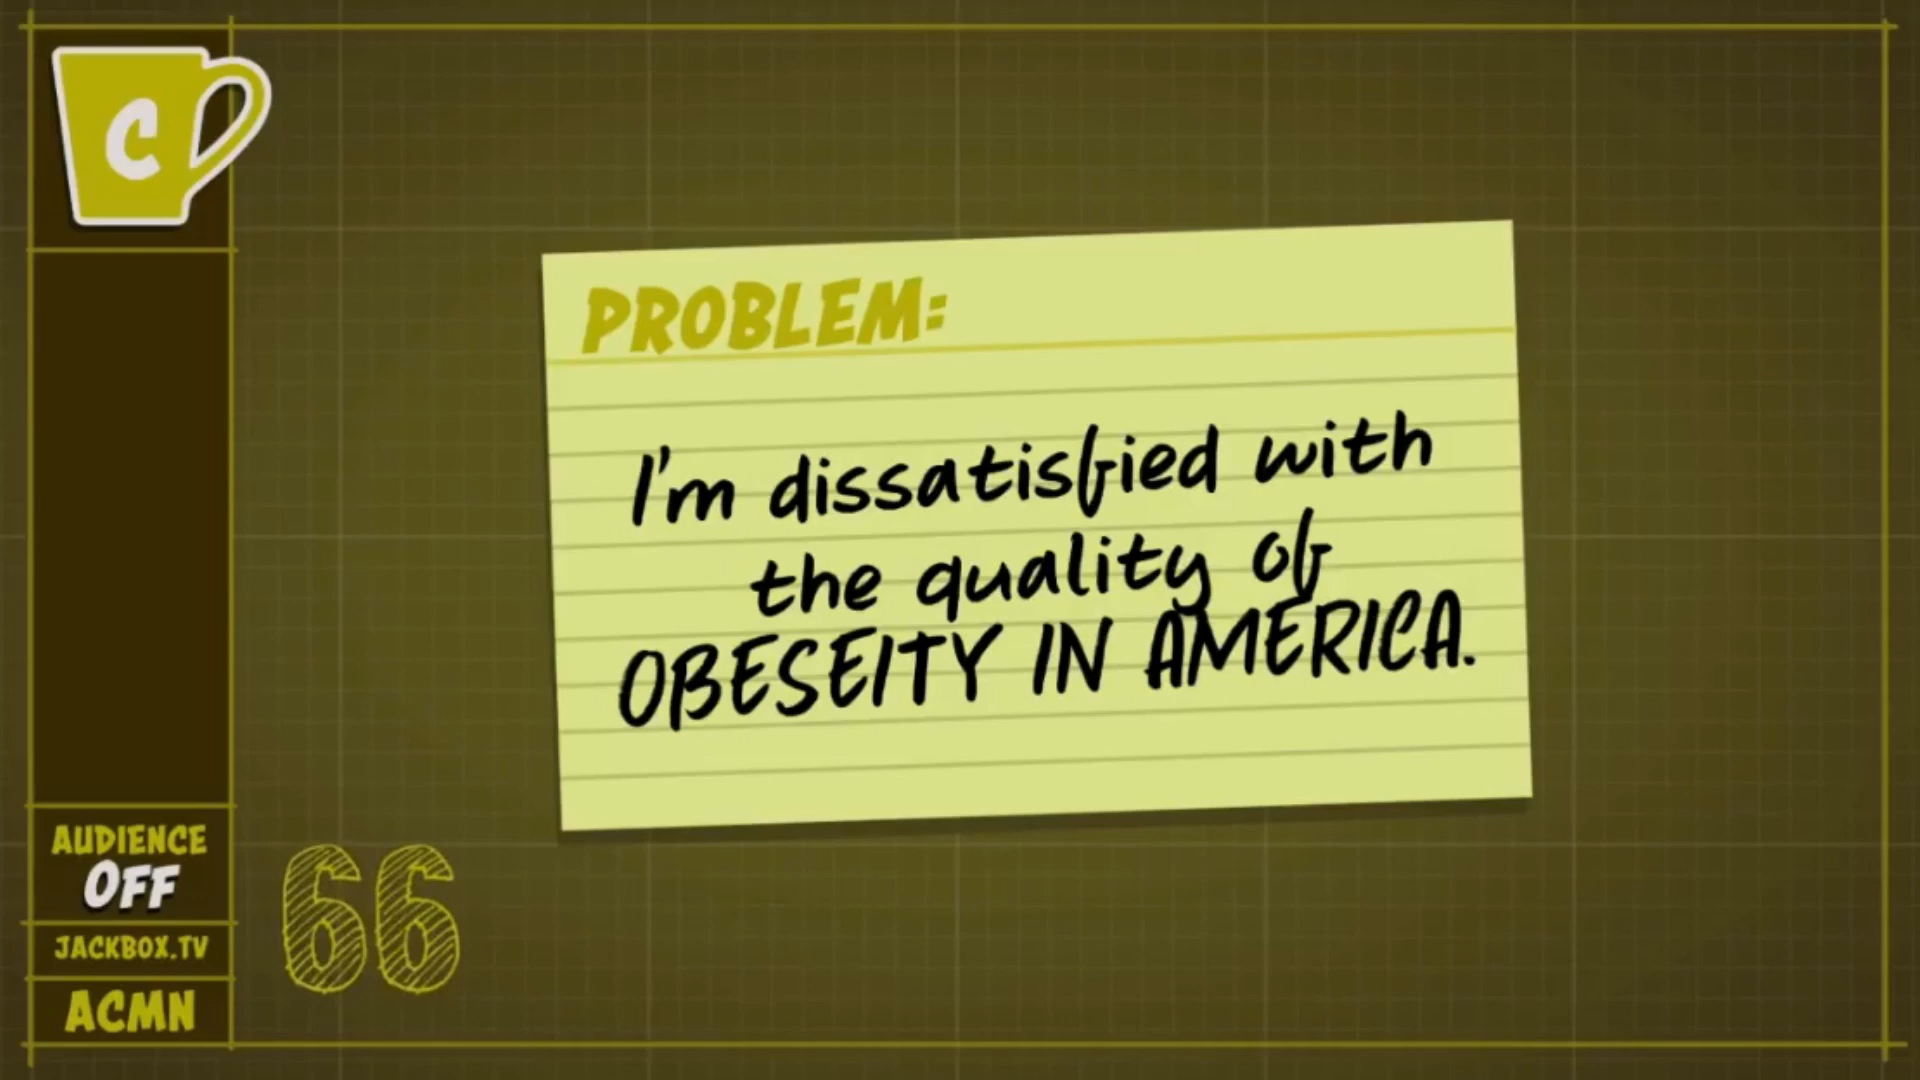 C
PROBLEM:
I'm dissatisfied with
the quality of
OBESEITY IN AMERICA.
AUDIENCE
OFF
JACKBOX.TV
ACMN
66